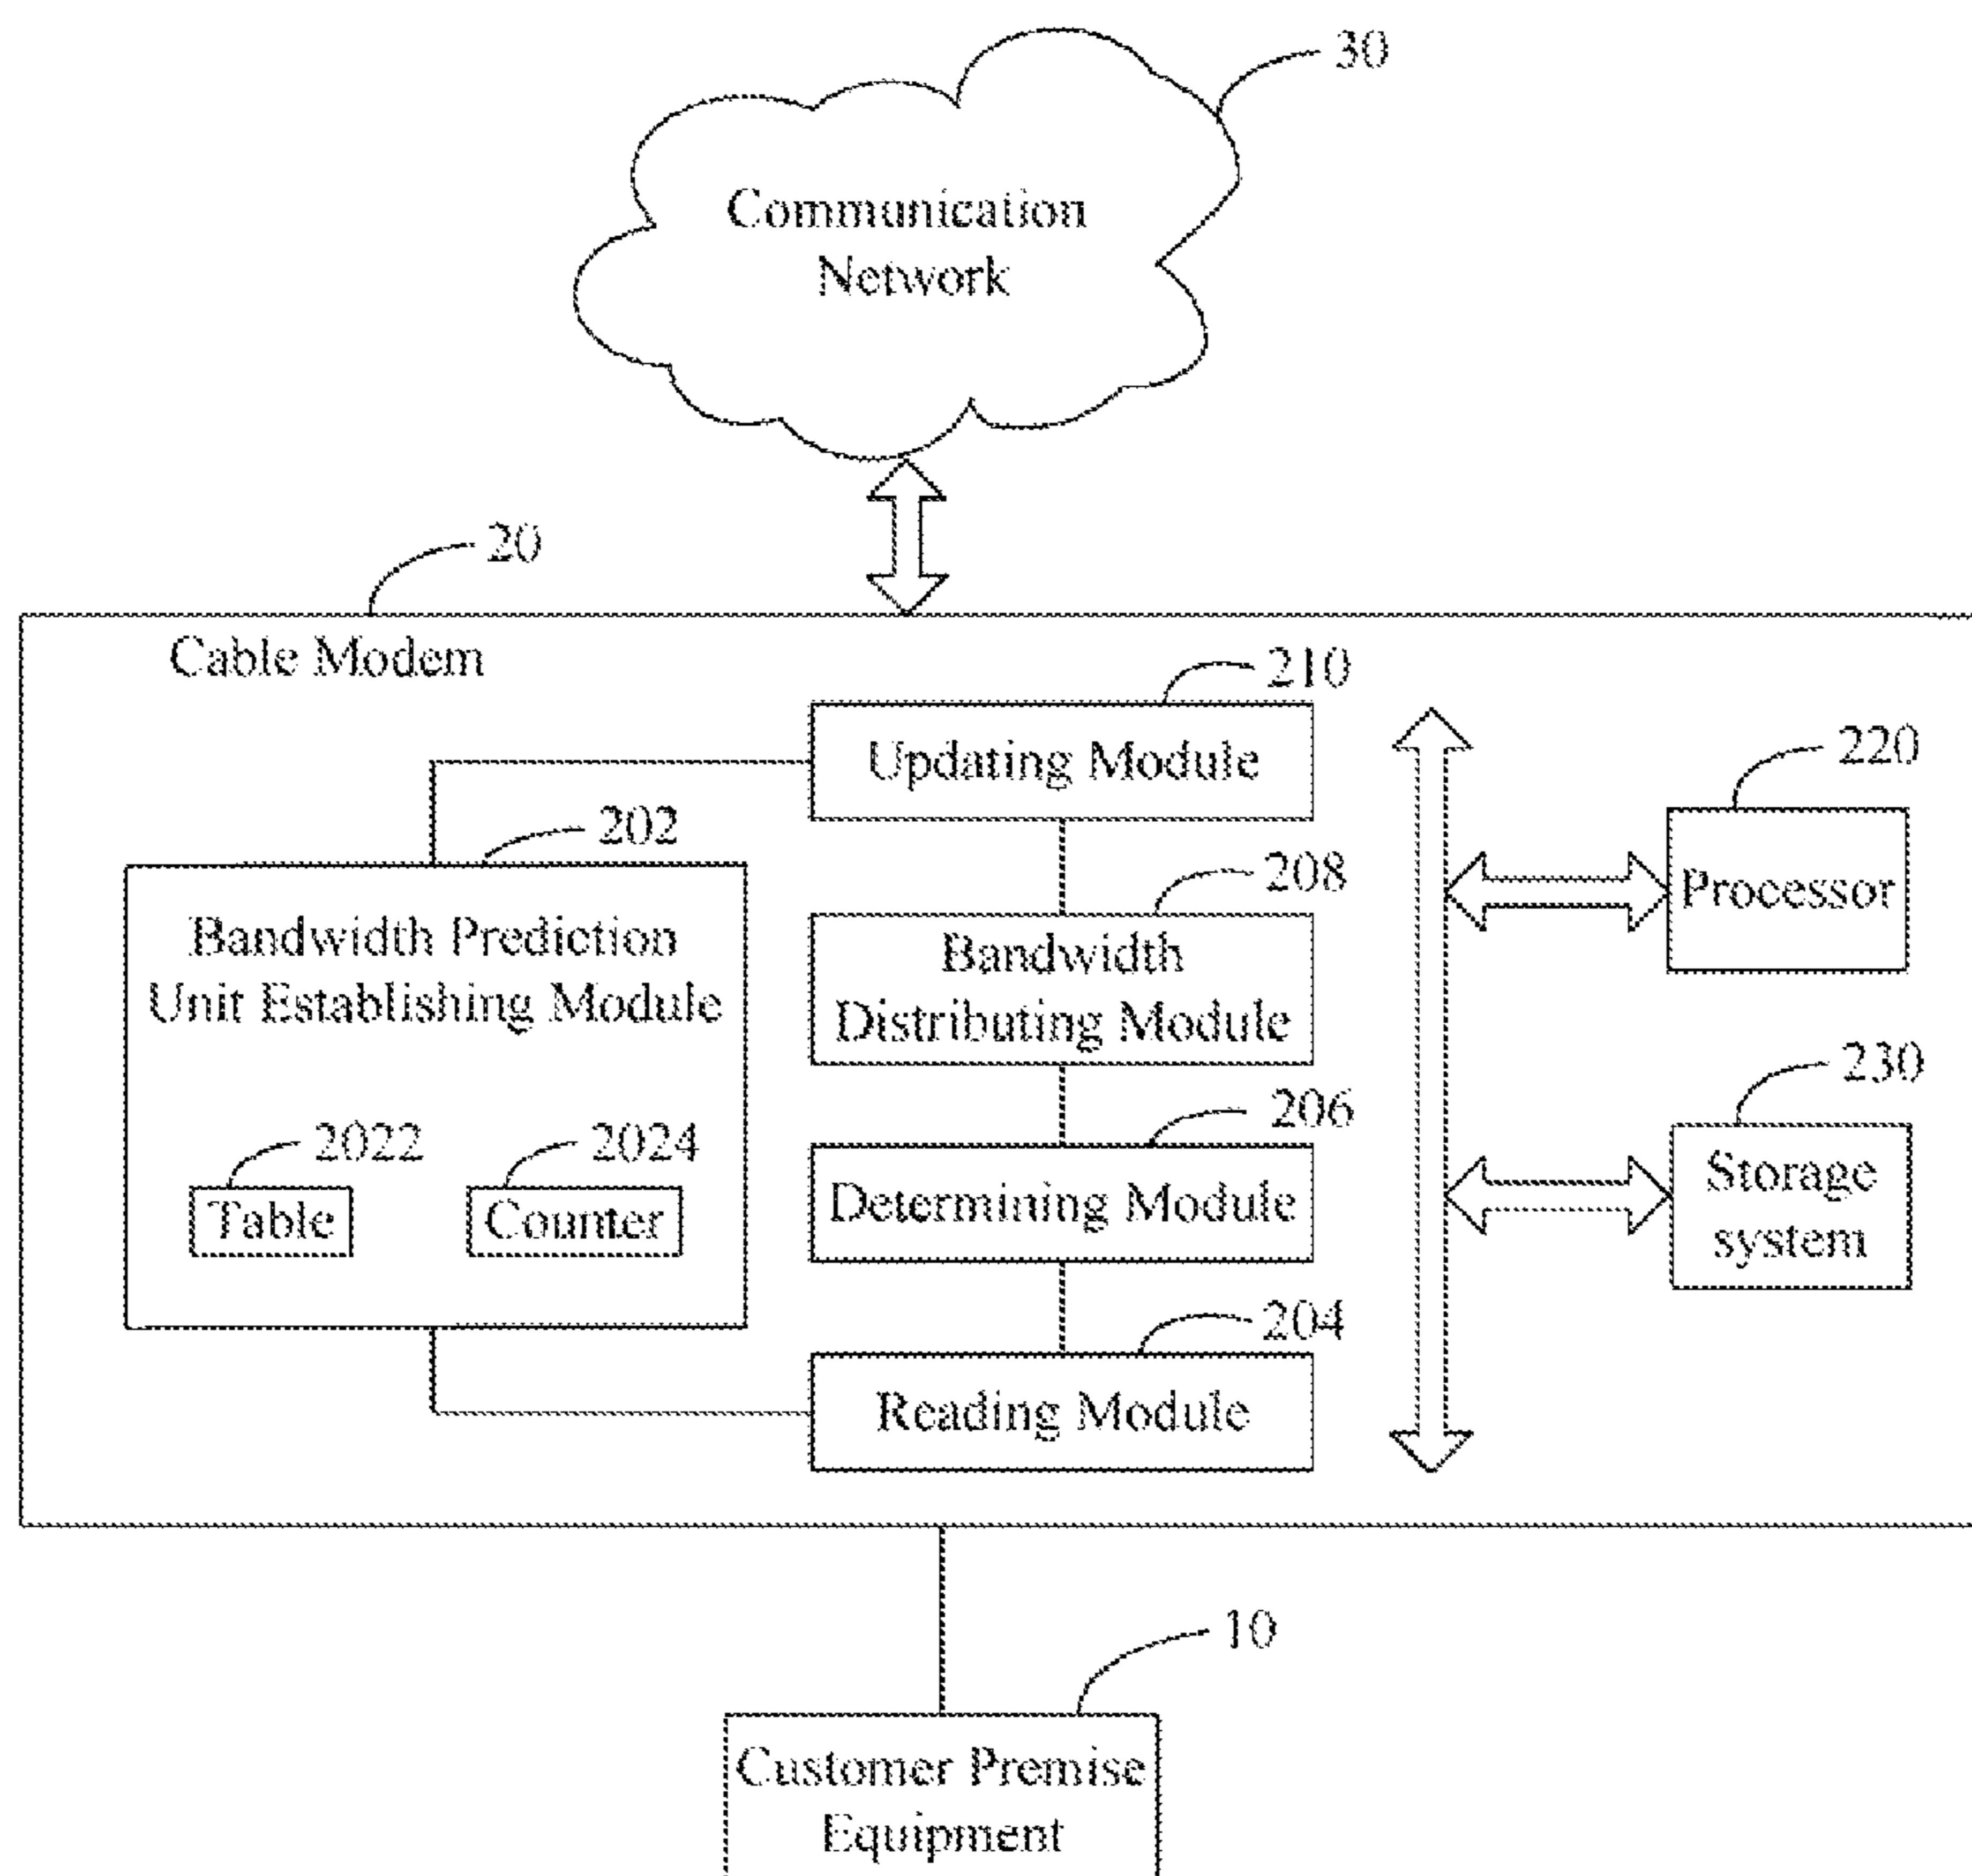 30
Communication
Network
20
Cable Modem
210
Updating Module
220
Processor
202
Bandwidth Prediction
Unit Establishing Module
208
Bandwidth
Distributing Module
230
Storage
system
2022
Table
2024
Counter
206
Determining Module
204
Reading Module
10
Customer Premise
Equipment